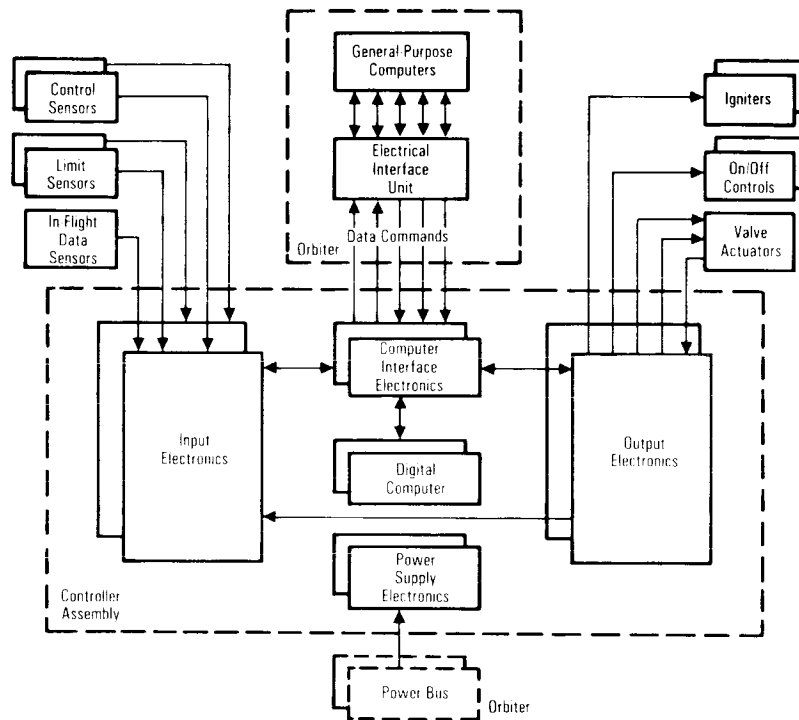 General-Purpose
Computers
Control
Sensors
Igniters
Electrical
Interface
Unit
Limit
Sensors
On/Off
Controls
In Flight
Data
Sensors
Valve
Actuators
Orbiter
Data Commands
Computer
Interface
Electronics
Input
Electronics
Output
Electronics
Digital
Computer
Power
Supply
Electronics
Controller
Assembly
Power Bus
Orbiter